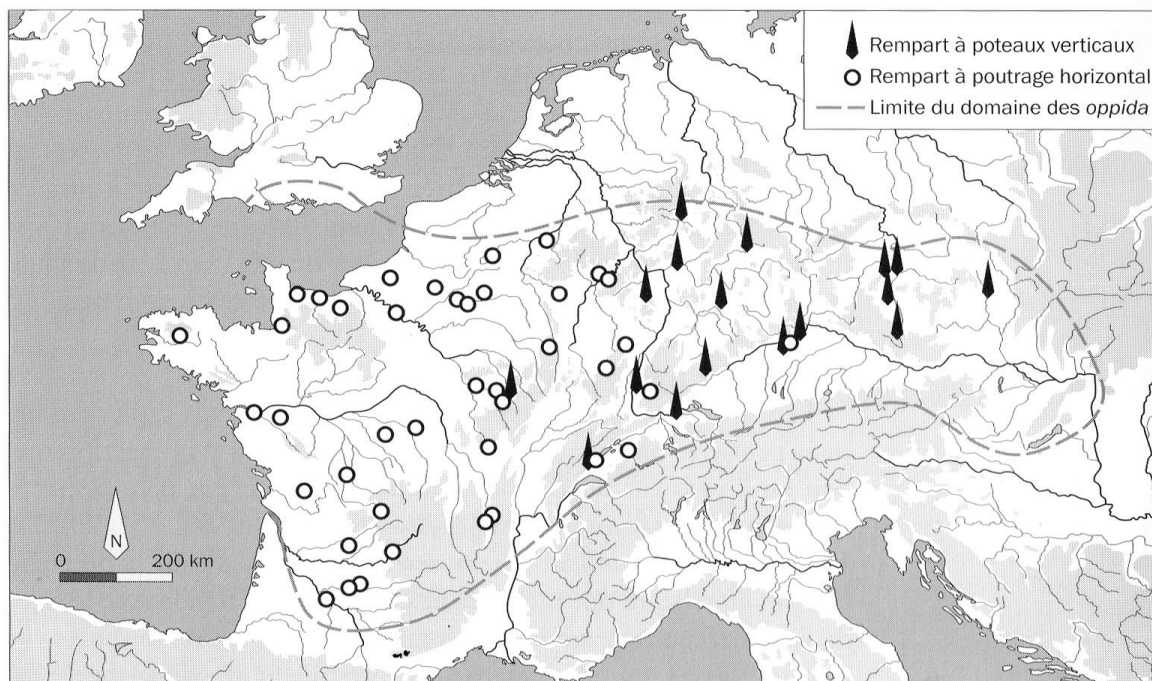 Rempart à poteaux verticaux
Rempart à poutrage horizontal
Limite du domaine des oppida
N
0 200 km